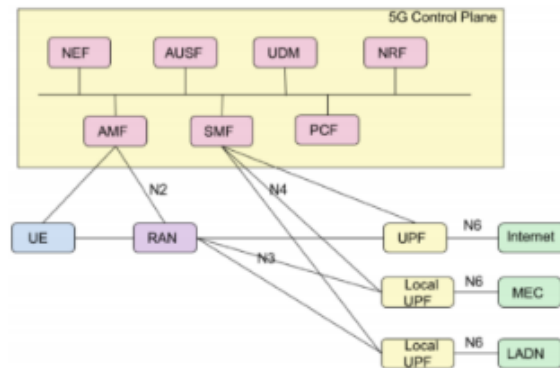 5G Control Plane
NEF
AUSF
UDM
NRF
AMF
SMF
PCF
N2
N4
UE
RAN
UPF
N6
Internet
N3
Local
UPF
N6
MEC
Local
UPF
N6
LADN